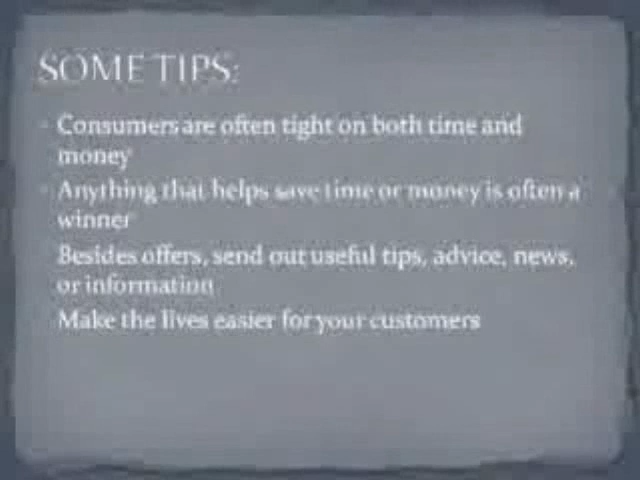 SOME TIPS:
Consumers are often tight on both time and
money
Anything that helps save time or money is often a
winner
Besides offers, send out useful tips, advice, news,
or information
Make the lives easier for your customers